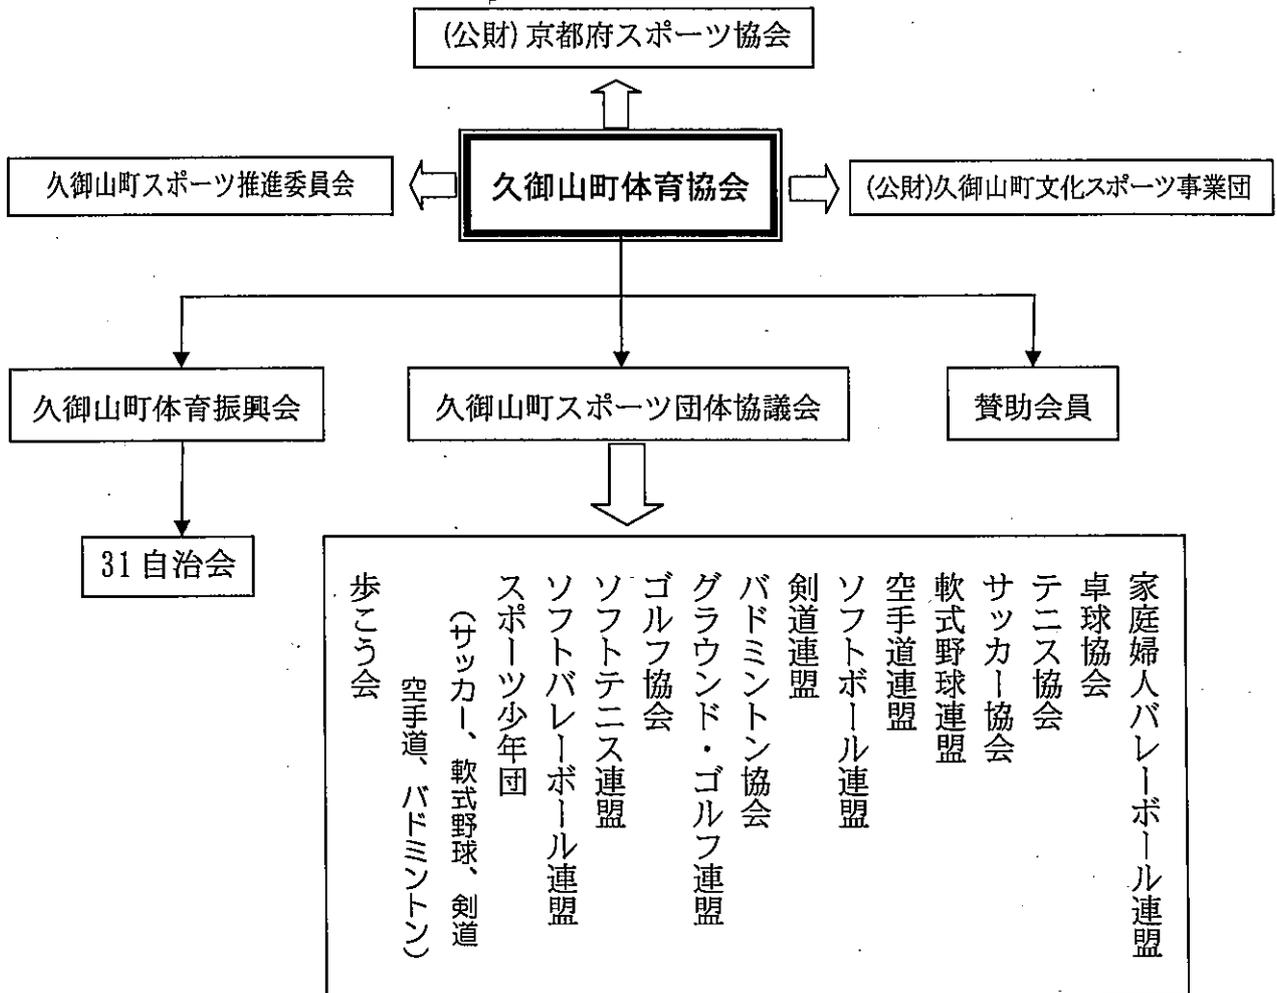 (公財)京都府スポーツ協会
久御山町スポーツ推進委員会
久御山町体育協会
(公財)久御山町文化スポーツ事業団
久御山町体育振興会
久御山町スポーツ団体協議会
賛助会員
31自治会
家庭婦人バレーボール連盟
卓球協会
テニス協会
サッカー協会
軟式野球連盟
空手道連盟
ソフトボール連盟
剣道連盟
バドミントン協会
グラウンド・ゴルフ連盟
ゴルフ協会
ソフトテニス連盟
ソフトバレーボール連盟
スポーツ少年団
(サッカー、軟式野球、剣道
空手道、バドミントン)
歩こう会